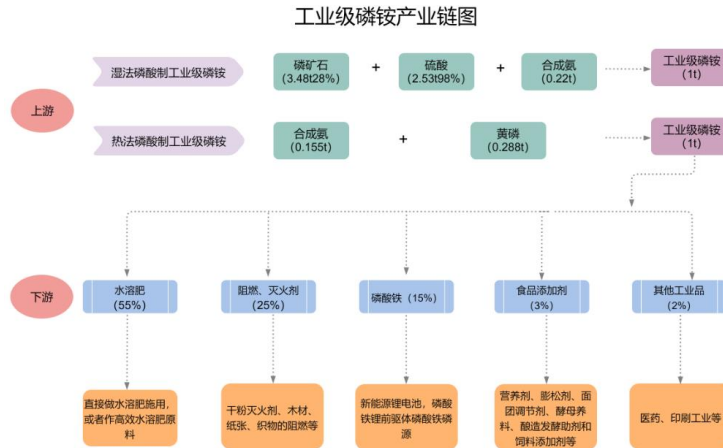 工业级磷铵产业链图
湿法磷酸制工业级磷铵
磷矿石
(3.48t28%)
+
硫酸
(2.53t98%)
+
合成氨
(0.22t)
工业级磷铵
(1t)
上游
热法磷酸制工业级磷铵
合成氨
(0.155t)
+
黄磷
(0.288t)
工业级磷铵
(1t)
下游
水溶肥
(55%)
阻燃、灭火剂
(25%)
磷酸铁（15%）
食品添加剂
(3%)
其他工业品
(2%)
直接做水溶肥施用，
或者作高效水溶肥原
料
干粉灭火剂、木材、
纸张、织物的阻燃等
新能源锂电池，磷酸
铁锂前驱体磷酸铁磷
源
营养剂、膨松剂、面
团调节剂、酵母养
料、酿造发酵助剂和
饲料添加剂等
医药、印刷工业等